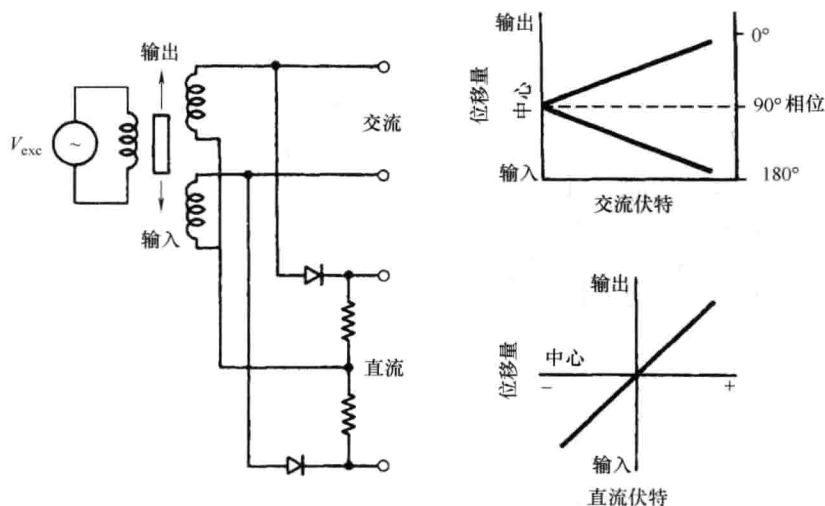 输出
V_exc
~
输入
交流
直流
输出
中心
输入
位移量
0°
90° 相位
180°
交流伏特
输出
位移量
中心
−
+
输入
直流伏特